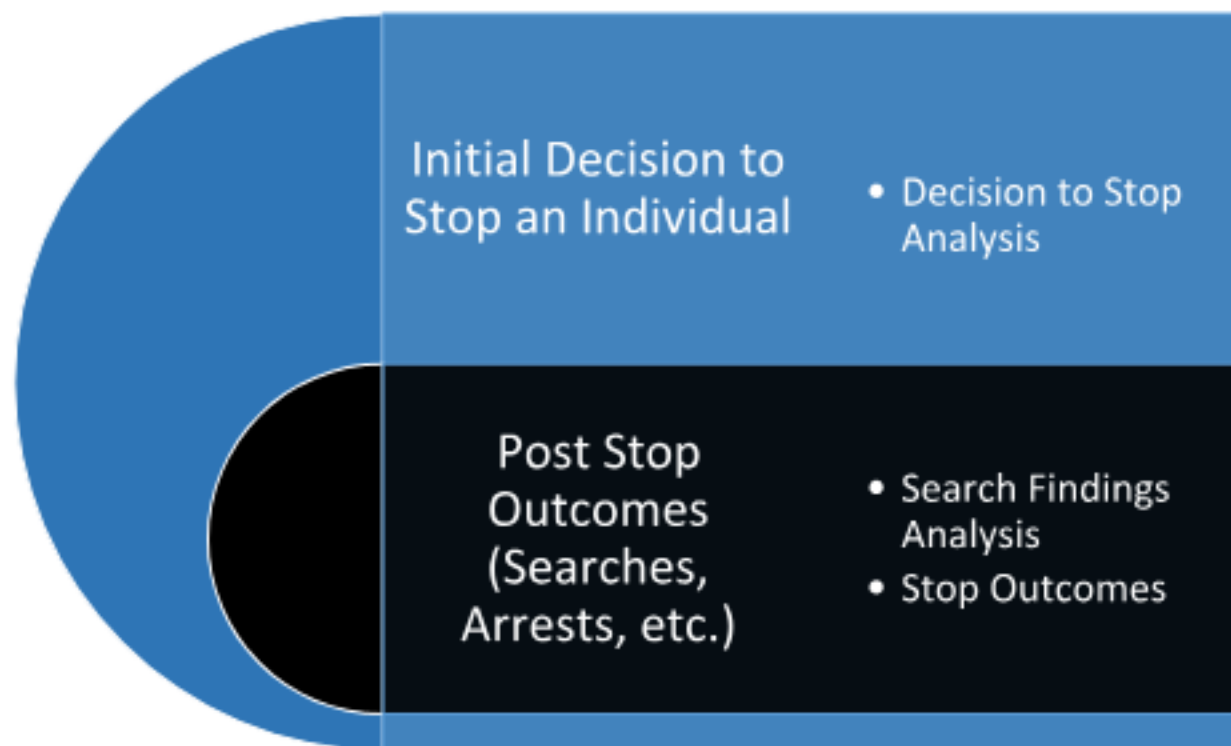 Initial Decision to
Stop an Individual
• Decision to Stop
Analysis
Post Stop
Outcomes
(Searches,
Arrests, etc.)
• Search Findings
Analysis
• Stop Outcomes